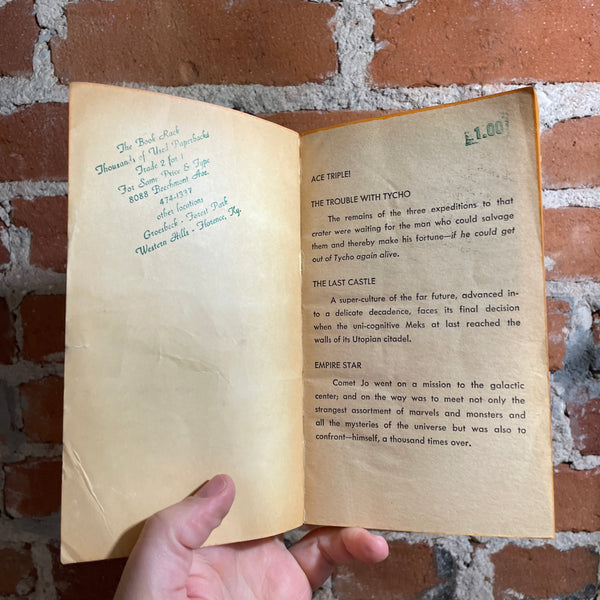 The Book Rack
Thousands of Used Paperbacks
Trade 2 for 1
For Same Price & Type
8088 Beechmont Ave.
474-1337
other locations
Groesbeck - Forest Park
Western Hills - Florence, Ky.
1.00
ACE TRIPLE!
THE TROUBLE WITH TYCHO
The remains of the three expeditions to that
crater were waiting for the man who could salvage
them and thereby make his fortune—if he could get
out of Tycho again alive.
THE LAST CASTLE
A super-culture of the far future, advanced in-
to a delicate decadence, faces its final decision
when the uni-cognitive Meks at last reached the
walls of its Utopian citadel.
EMPIRE STAR
Comet Jo went on a mission to the galactic
center; and on the way was to meet not only the
strangest assortment of marvels and monsters and
all the mysteries of the universe but was also to
confront—himself, a thousand times over.